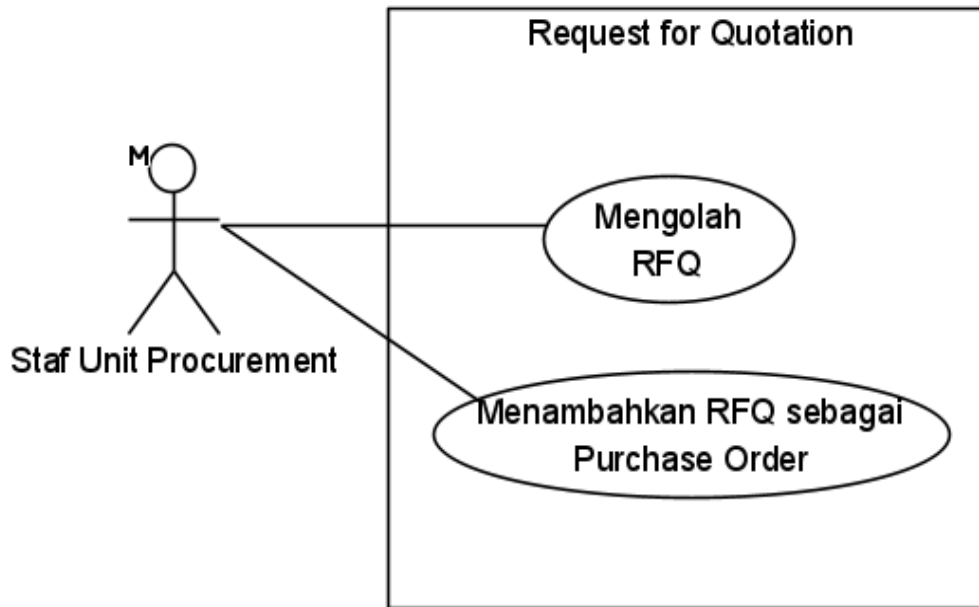 Request for Quotation
M
Mengolah
RFQ
Staf Unit Procurement
Menambahkan RFQ sebagai
Purchase Order